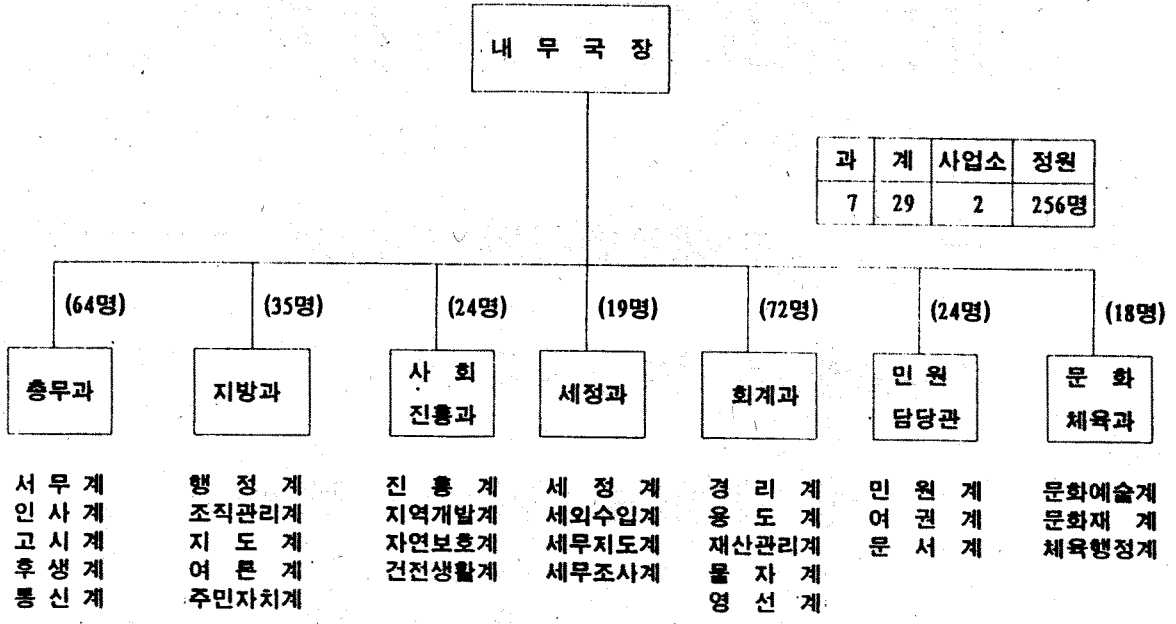 내 무 국 장
과 계 사업소 정원
7 29 2 256명
(64명) (35명) (24명) (19명) (72명) (24명) (18명)
총무과 지방과 사 회 진흥과 세정과 회계과 민 원 담당관 문 화 체육과
서 무 계 행 정 계 진 흥 계 세 정 계 경 리 계 민 원 계 문화예술계
인 사 계 조직관리계 지역개발계 세외수입계 용 도 계 여 권 계 문화재 계
고 시 계 지 도 계 자연보호계 세무지도계 재산관리계 문 서 계 체육행정계
후 생 계 여 론 계 건전생활계 세무조사계 물 자 계
통 신 계 주민자치계 영 선 계